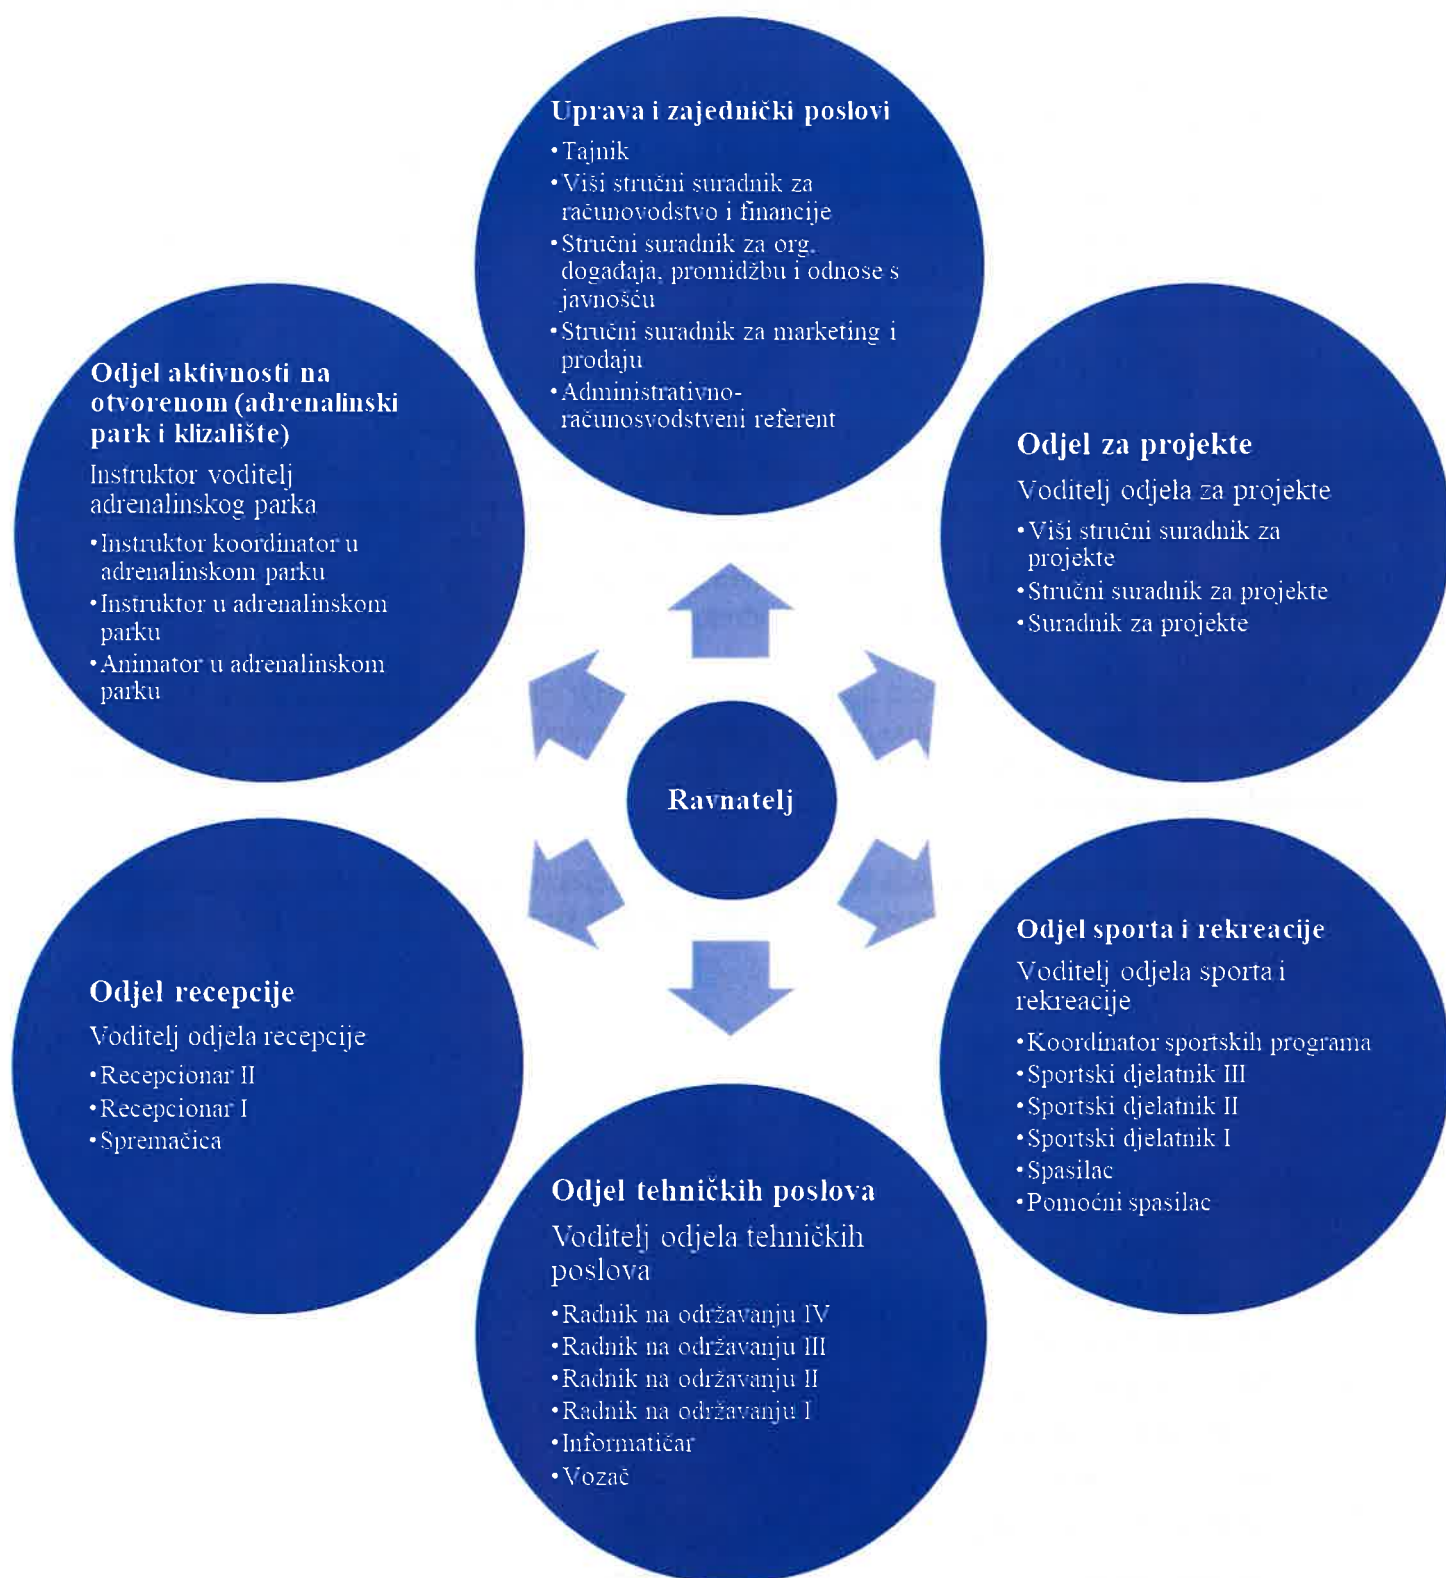 Uprava i zajednički poslovi
•Tajnik
•Viši stručni suradnik za
računovodstvo i financije
•Stručni suradnik za org.
događaja, promidžbu i odnose s
javnošću
•Stručni suradnik za marketing i
prodaju
•Administrativno-
računosvodstveni referent
Odjel za projekte
Voditelj odjela za projekte
•Viši stručni suradnik za
projekte
•Stručni suradnik za projekte
•Suradnik za projekte
Odjel sporta i rekreacije
Voditelj odjela sporta i
rekreacije
•Koordinator sportskih programa
•Sportski djelatnik III
•Sportski djelatnik II
•Sportski djelatnik I
•Spasilac
•Pomoćni spasilac
Odjel tehničkih poslova
Voditelj odjela tehničkih
poslova
•Radnik na održavanju IV
•Radnik na održavanju III
•Radnik na održavanju II
•Radnik na održavanju I
•Informatičar
•Vozač
Odjel recepcije
Voditelj odjela recepcije
•Recepcionar II
•Recepcionar I
•Spremačica
Odjel aktivnosti na
otvorenom (adrenalinski
park i klizalište)
Instruktor voditelj
adrenalinskog parka
•Instruktor koordinator u
adrenalinskom parku
•Instruktor u adrenalinskom
parku
•Animator u adrenalinskom
parku
Ravnatelj